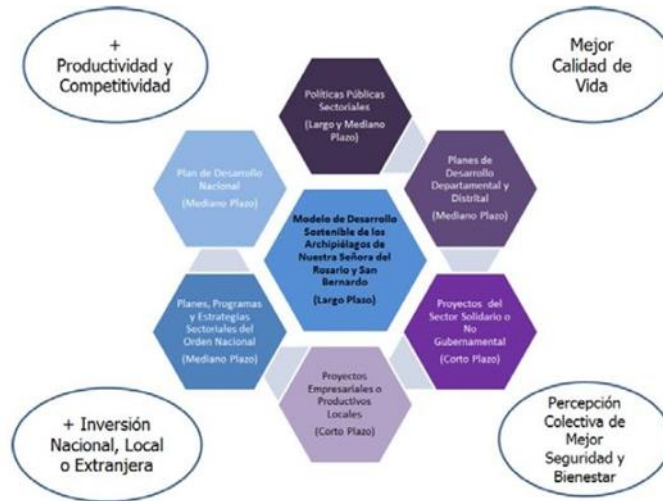 +
Productividad y
Competitividad
Mejor
Calidad de
Vida
Políticas Públicas
Sectoriales
(Largo y Mediano
Plazo)
Plan de Desarrollo
Nacional
(Mediano Plazo)
Planes de
Desarrollo
Departamental y
Distrital
(Mediano Plazo)
Modelo de Desarrollo
Sostenible de los
Archipiélagos de
Nuestra Señora del
Rosario y San
Bernardo
(Largo Plaso)
Planes, Programas
y Estrategias
Sectoriales del
Orden Nacional
(Mediano Plazo)
Proyectos del
Sector Solidario o
No
Gubernamental
(Corto Plazo)
Proyectos
Empresariales o
Productivos
Locales
(Corto Plazo)
+ Inversión
Nacional, Local
o Extranjera
Percepción
Colectiva de
Mejor
Seguridad y
Bienestar